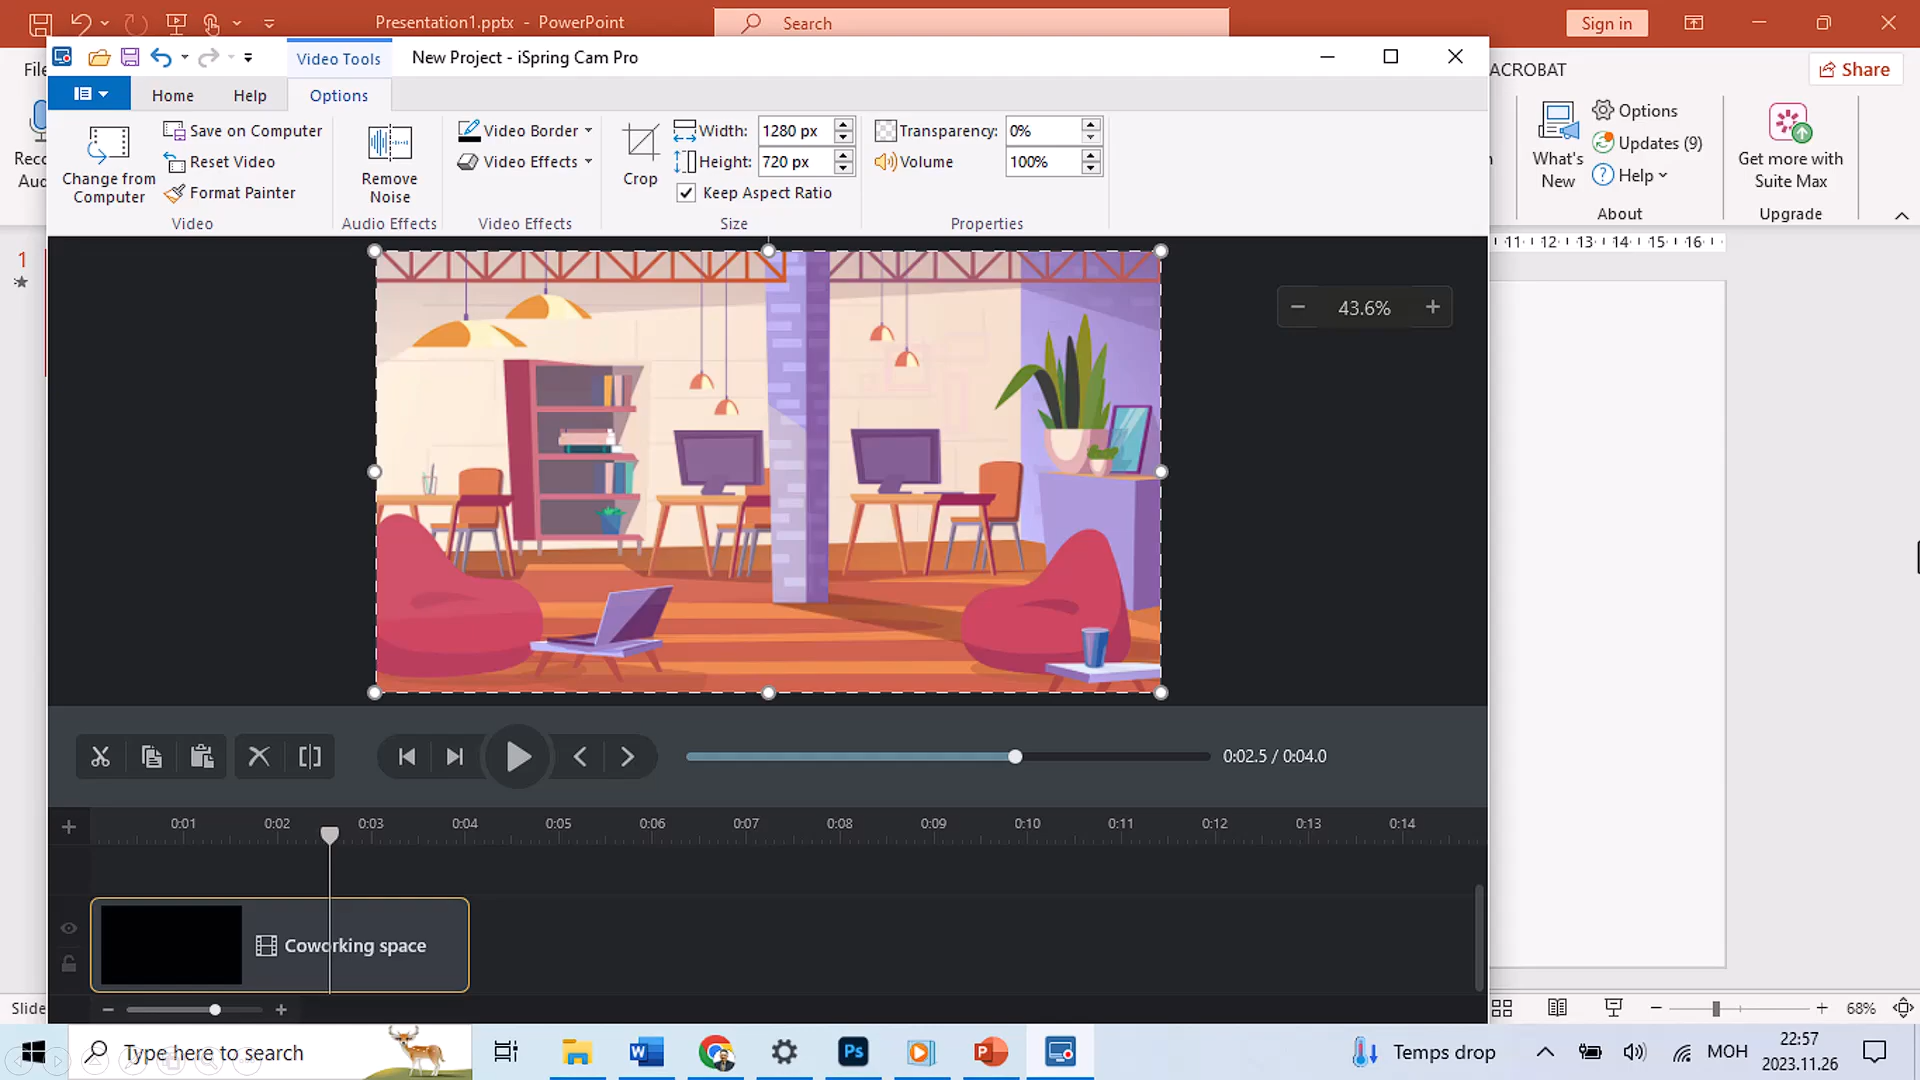 Presentation1.pptx - PowerPoint
Search
Sign in
Video Tools
New Project - iSpring Cam Pro
File
ACROBAT
Share
Home
Help
Options
Save on Computer
Reset Video
Format Painter
Change from
Computer
Video
Remove
Noise
Audio Effects
Video Border
Video Effects
Video Effects
Crop
Width: 1280 px
Height: 720 px
Keep Aspect Ratio
Size
Transparency: 0%
Volume 100%
Properties
What's
New
Options
Updates (9)
Help
About
Get more with
Suite Max
Upgrade
1
11 12 13 14 15 16
43.6%
0:02.5 / 0:04.0
0:01 0:02 0:03 0:04 0:05 0:06 0:07 0:08 0:09 0:10 0:11 0:12 0:13 0:14
Coworking space
Slide
68%
Type here to search
W
Ps
P
Temps drop
МОН
22:57
2023.11.26